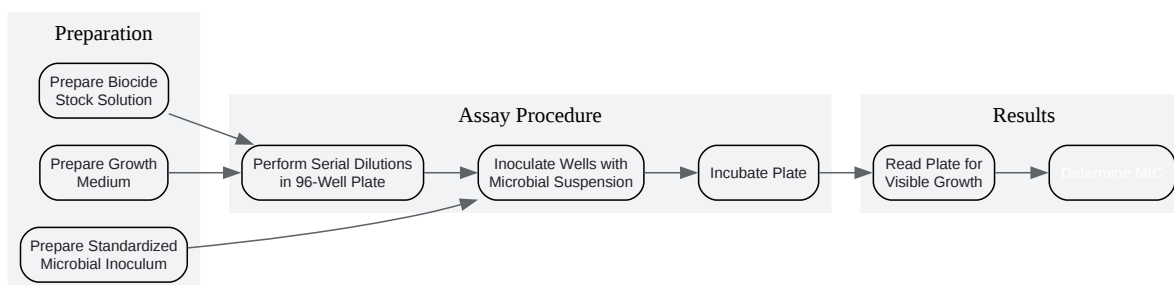 Preparation
Prepare Biocide
Stock Solution
Prepare Growth
Medium
Prepare Standardized
Microbial Inoculum
Assay Procedure
Perform Serial Dilutions
in 96-Well Plate
Inoculate Wells with
Microbial Suspension
Incubate Plate
Results
Read Plate for
Visible Growth
Determine MIC